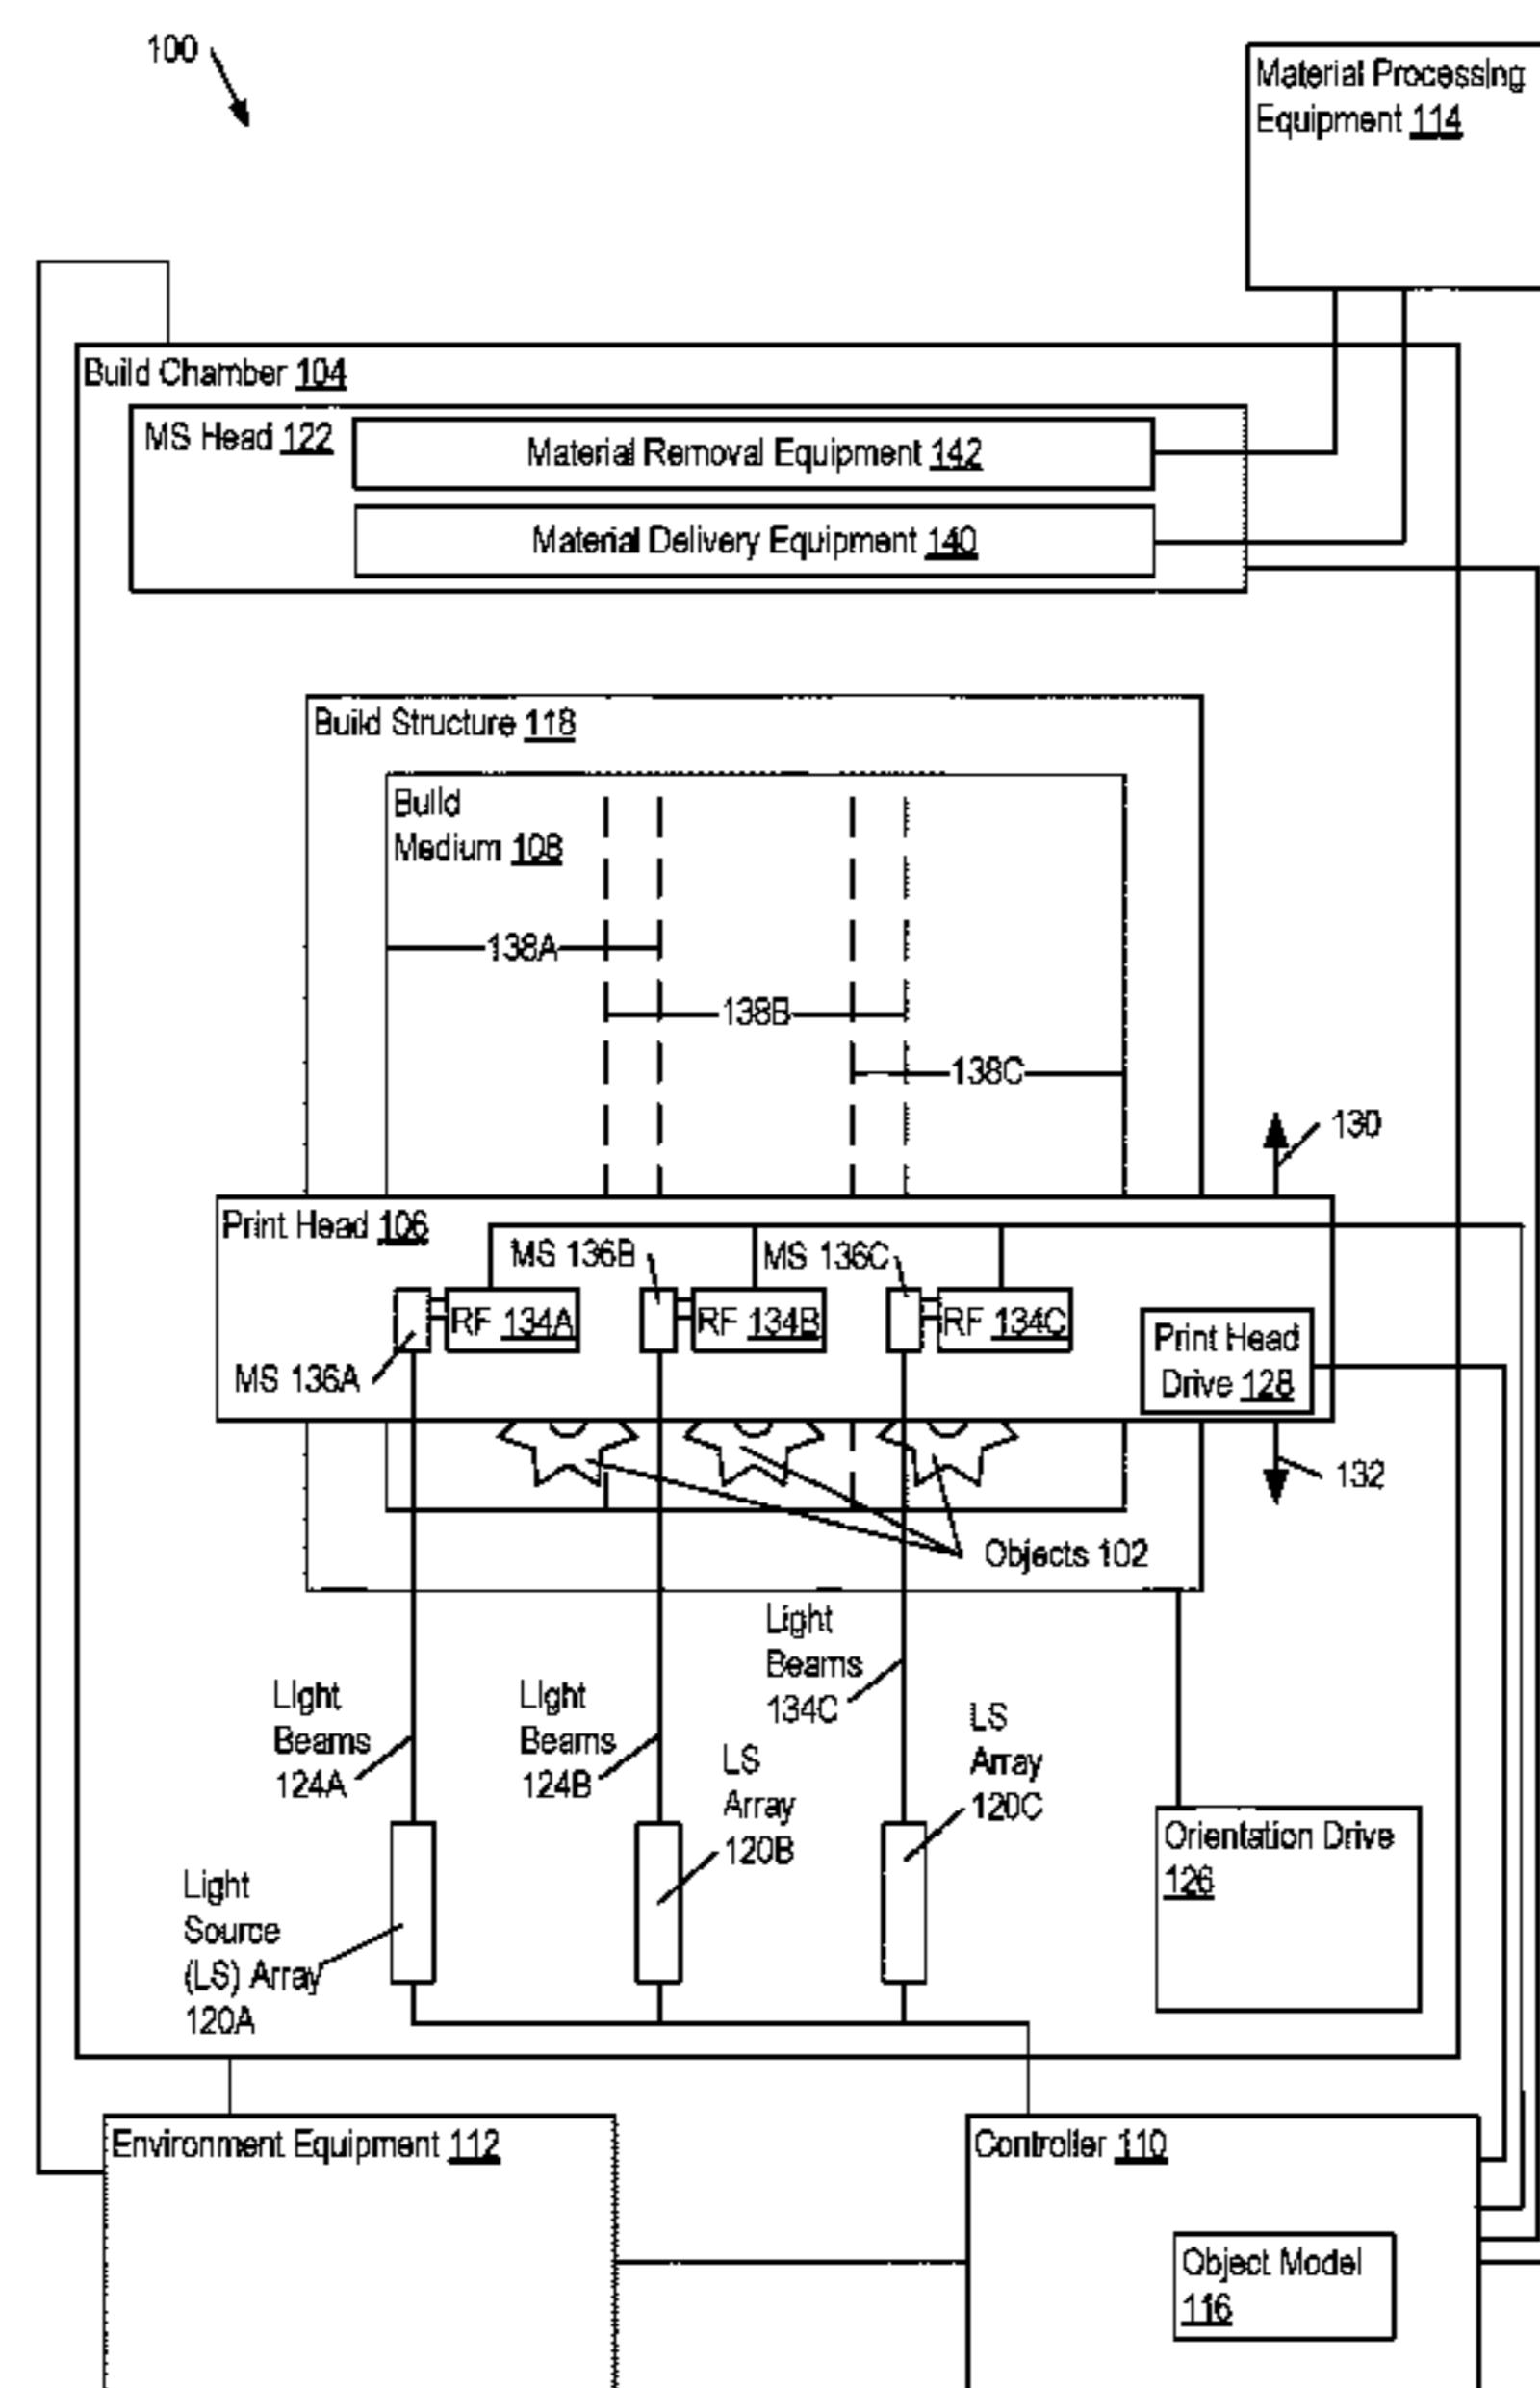 100
Material Processing
Equipment 114
Build Chamber 104
MS Head 122
Material Removal Equipment 142
Material Delivery Equipment 140
Build Structure 118
Build
Medium 108
138A
138B
138C
130
Print Head 106
MS 136B
MS 136C
RF 134A
RF 134B
RF 134C
MS 136A
Print Head
Drive 128
132
Objects 102
Light
Beams
124A
Light
Beams
124B
Light
Beams
134C
LS
Array
120B
LS
Array
120C
Light
Source
(LS) Array
120A
Orientation Drive
126
Environment Equipment 112
Controller 110
Object Model
116